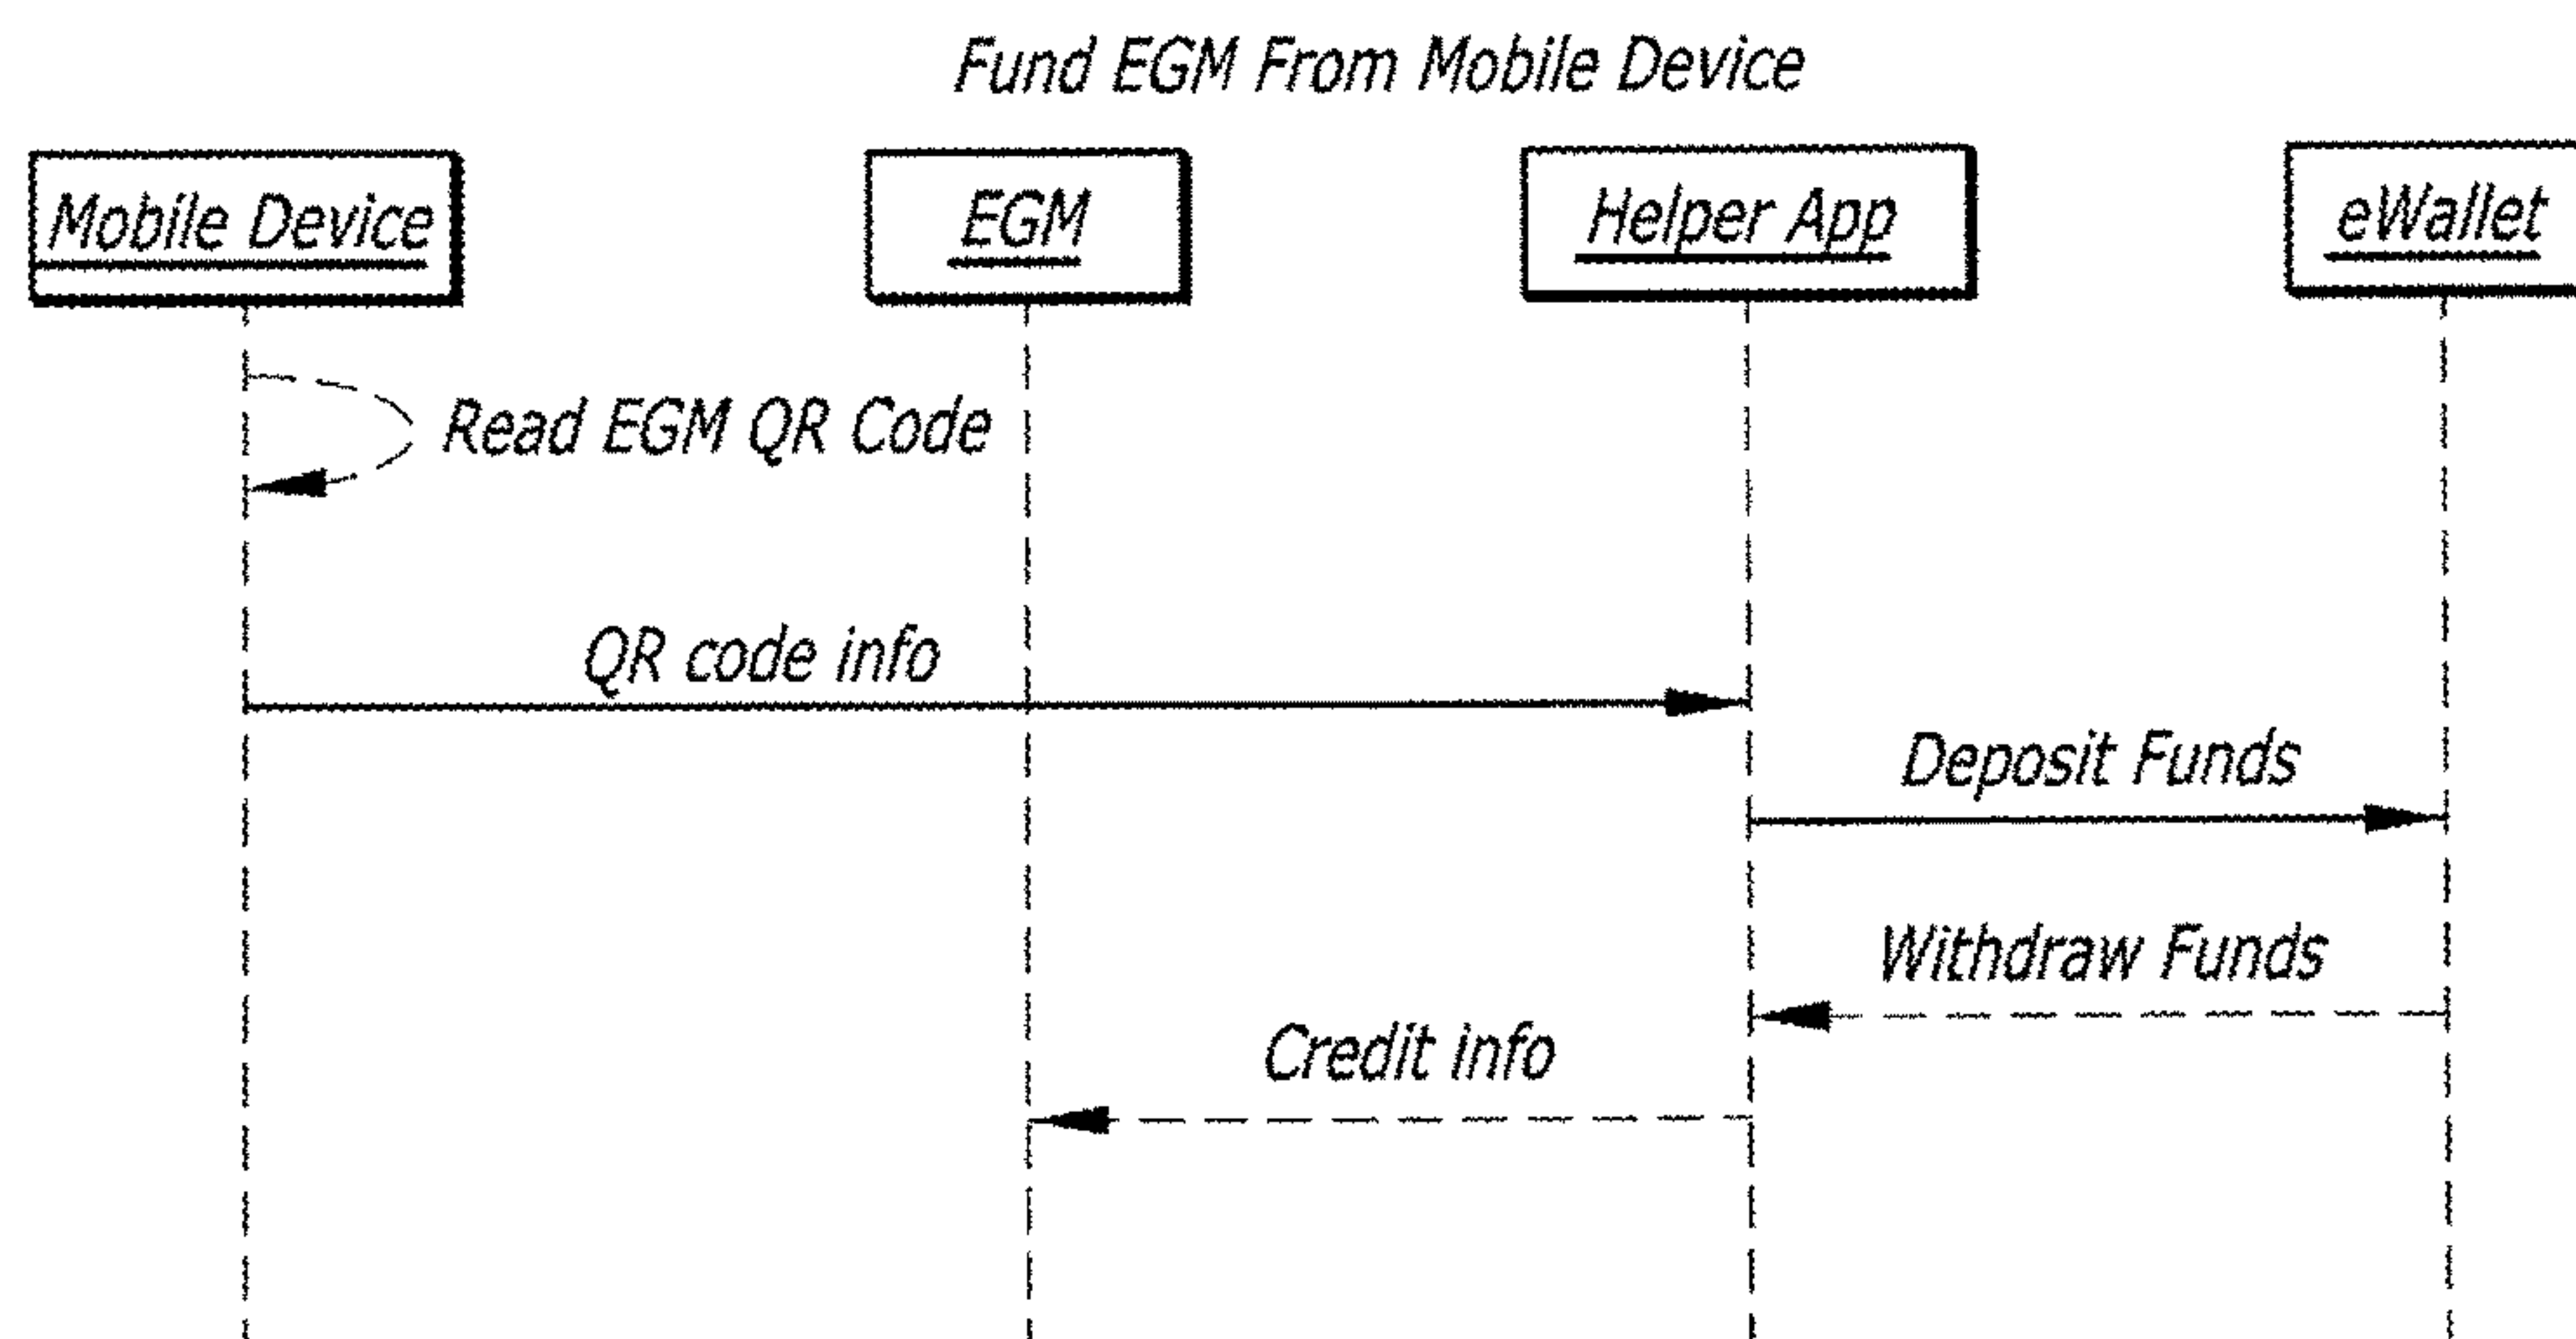 Fund EGM From Mobile Device
Mobile Device
EGM
Helper App
eWallet
Read EGM QR Code
QR code info
Deposit Funds
Withdraw Funds
Credit info